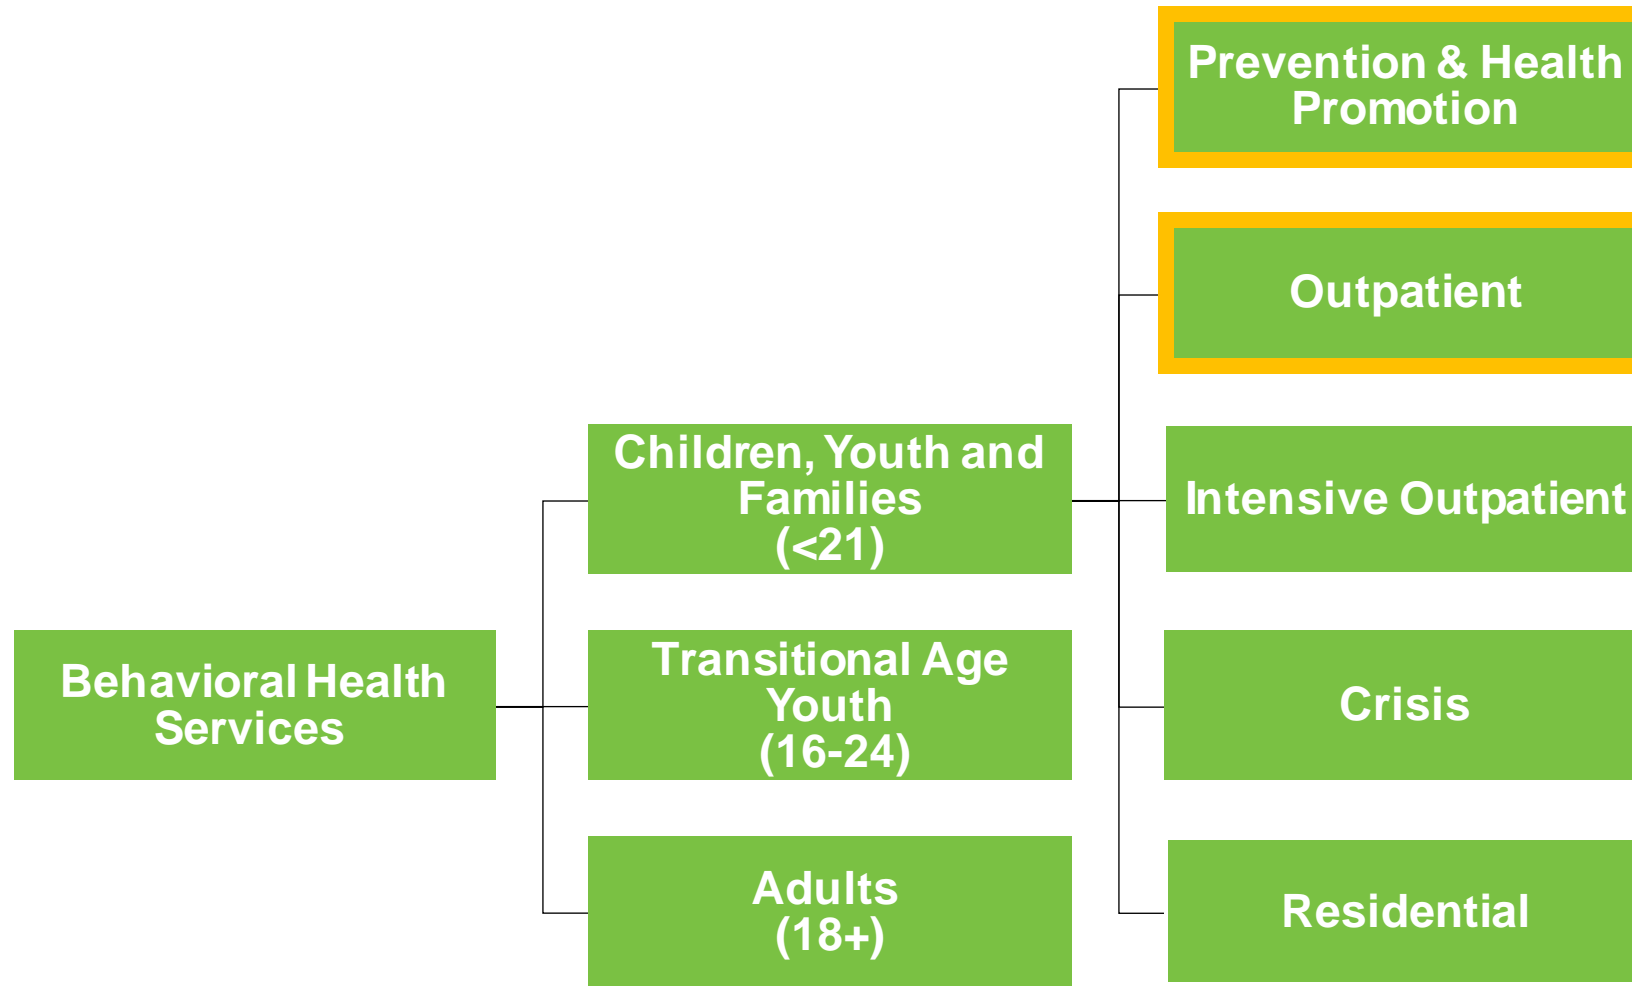 Behavioral Health
Services
Children, Youth and
Families
(<21)
Transitional Age
Youth
(16-24)
Adults
(18+)
Prevention & Health
Promotion
Outpatient
Intensive Outpatient
Crisis
Residential